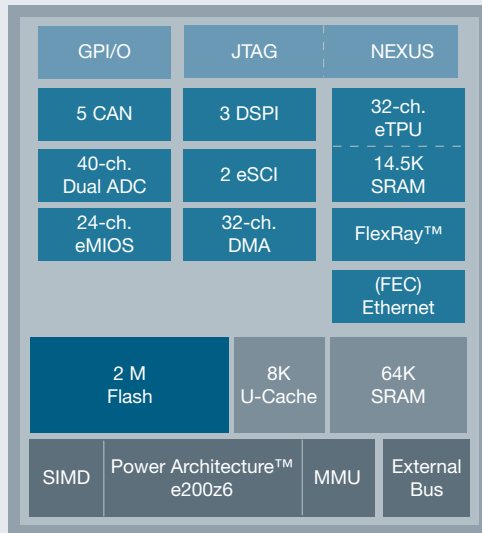 GPI/O
JTAG
NEXUS
5 CAN
3 DSPI
32-ch.
eTPU
40-ch.
Dual ADC
2 eSCI
14.5K
SRAM
24-ch.
eMIOS
32-ch.
DMA
FlexRay™
(FEC)
Ethernet
2 M
Flash
8K
U-Cache
64K
SRAM
SIMD
Power Architecture™
e200z6
MMU
External
Bus